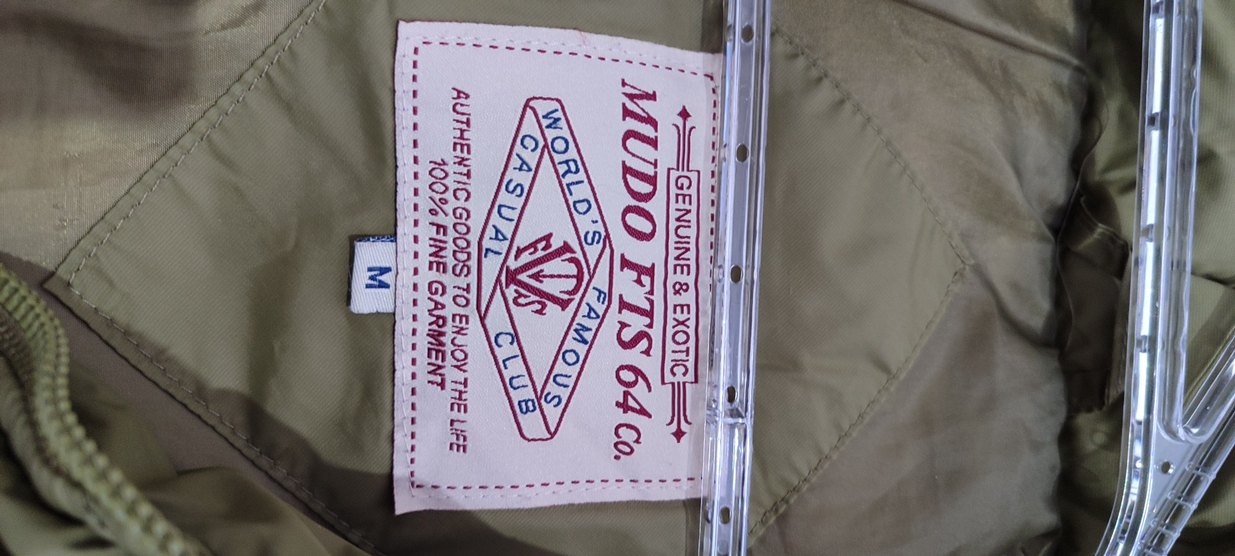 GENUINE & EXOTIC
MUDO FTS 64 Co.
WORLD'S FAMOUS
CASUAL CLUB
AUTHENTIC GOODS TO ENJOY THE LIFE
100% FINE GARMENT
M